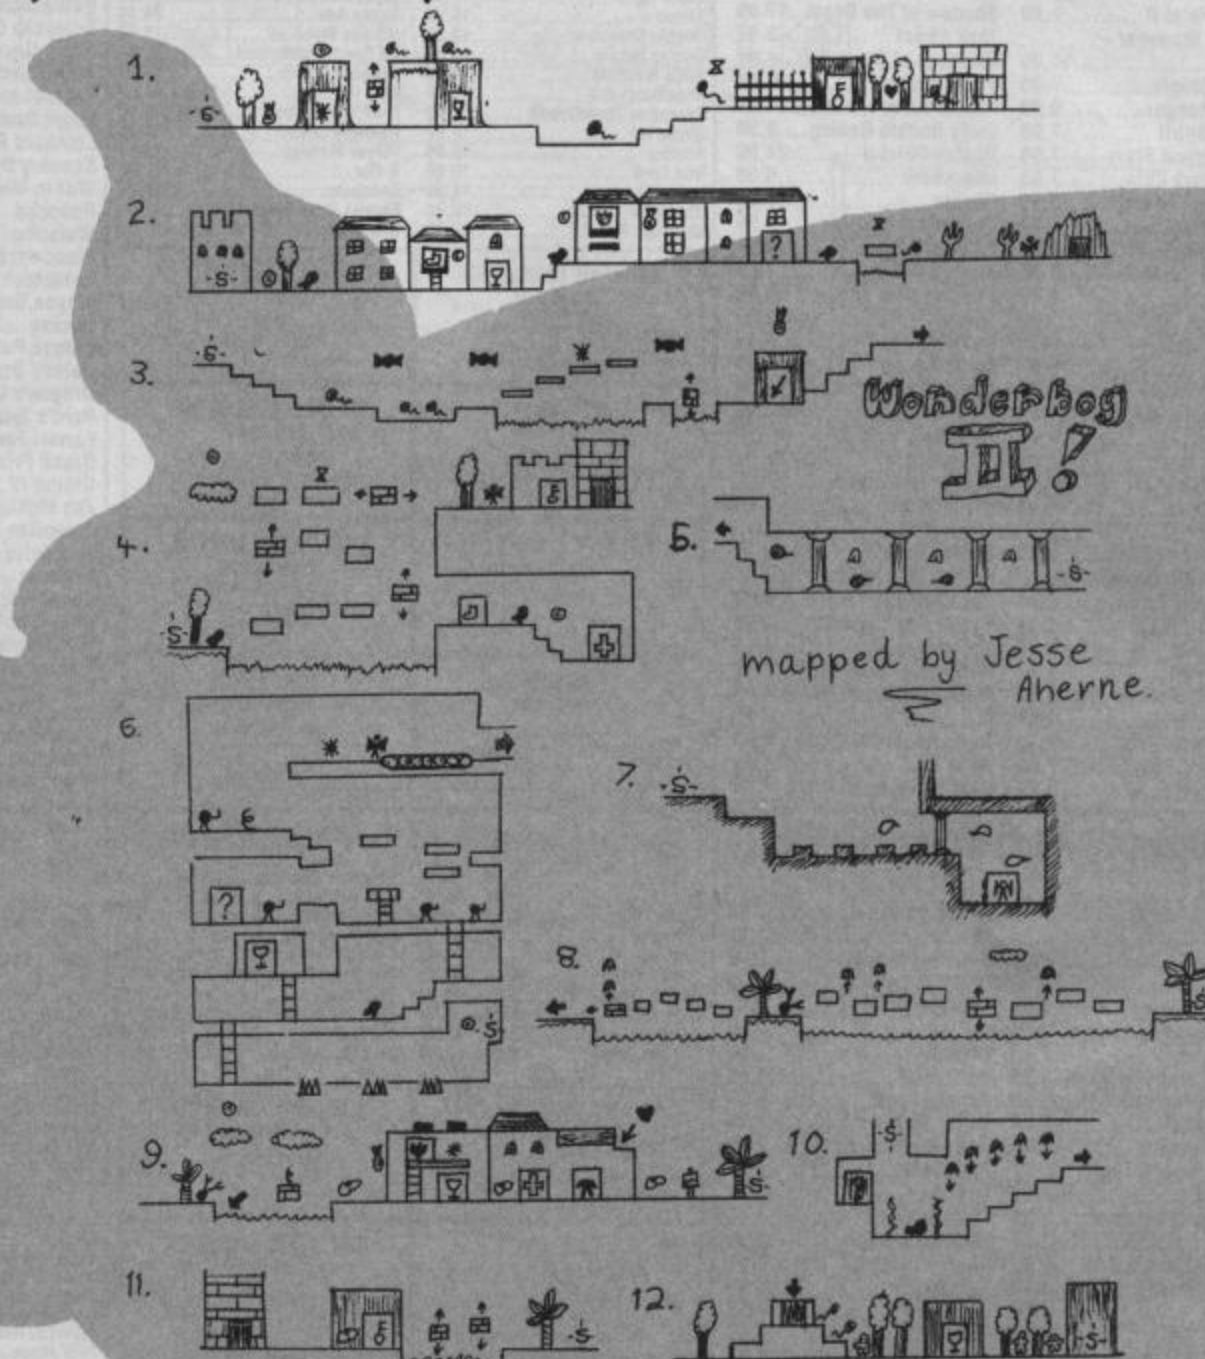 1.
S
2.
S
?
3.
S
Wonderboy
II!
4.
S
5.
S
mapped by Jesse
Aherne.
6.
?
S
7.
S
8.
S
9.
S
10.
S
11.
S
12.
S